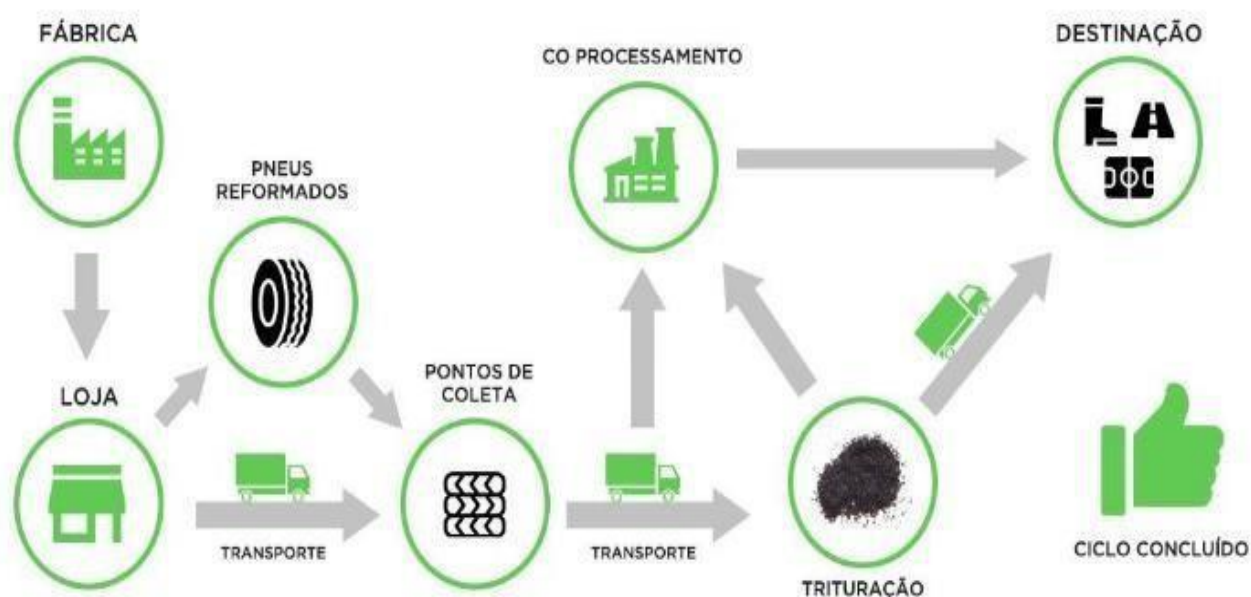 FÁBRICA
CO PROCESSAMENTO
DESTINAÇÃO
PNEUS
REFORMADOS
LOJA
PONTOS DE
COLETA
TRANSPORTE
TRANSPORTE
TRITURAÇÃO
CICLO CONCLUÍDO